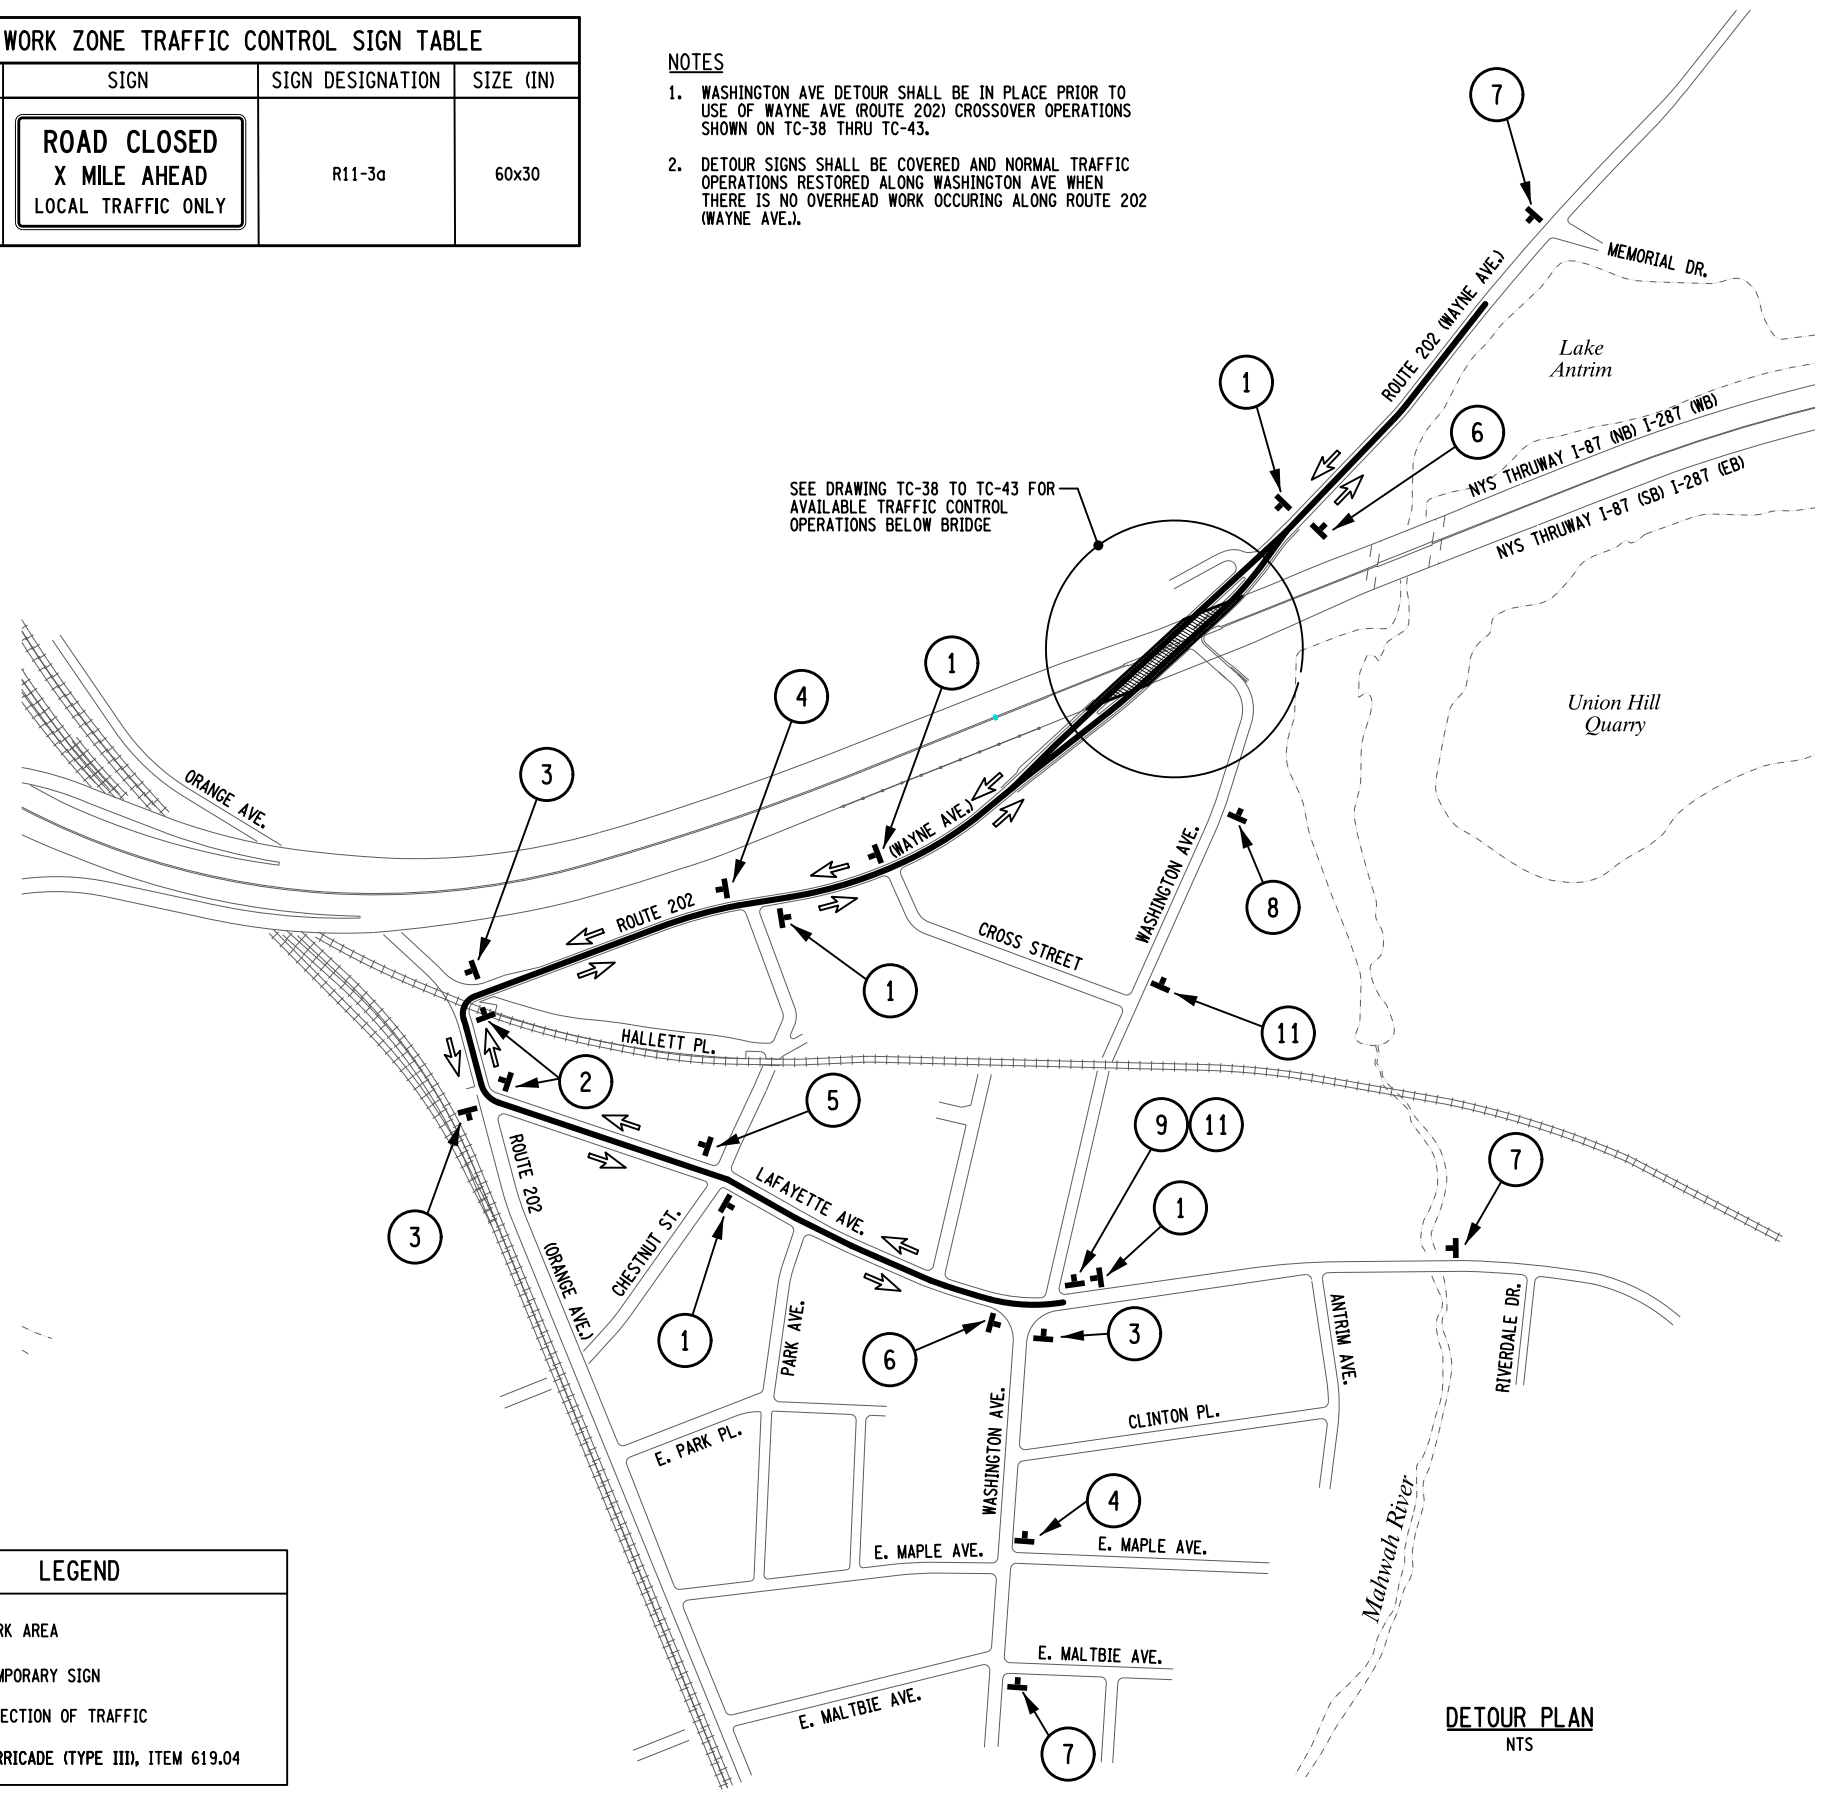 WORK ZONE TRAFFIC CONTROL SIGN TABLE
SIGN
SIGN DESIGNATION
SIZE (IN)
ROAD CLOSED
X MILE AHEAD
LOCAL TRAFFIC ONLY
R11-3a
60x30
NOTES
1. WASHINGTON AVE DETOUR SHALL BE IN PLACE PRIOR TO
USE OF WAYNE AVE (ROUTE 202) CROSSOVER OPERATIONS
SHOWN ON TC-38 THRU TC-43.
2. DETOUR SIGNS SHALL BE COVERED AND NORMAL TRAFFIC
OPERATIONS RESTORED ALONG WASHINGTON AVE WHEN
THERE IS NO OVERHEAD WORK OCCURING ALONG ROUTE 202
(WAYNE AVE.).
7
MEMORIAL DR.
ROUTE 202 (WAYNE AVE.)
Lake
Antrim
1
6
NYS THRUWAY I-87 (NB) I-287 (WB)
NYS THRUWAY I-87 (SB) I-287 (EB)
SEE DRAWING TC-38 TO TC-43 FOR
AVAILABLE TRAFFIC CONTROL
OPERATIONS BELOW BRIDGE
Union Hill
Quarry
1
4
3
ORANGE AVE.
(WAYNE AVE.)
ROUTE 202
WASHINGTON AVE.
8
CROSS STREET
1
11
HALLETT PL.
2
5
9
11
1
7
ROUTE 202
(ORANGE AVE.)
LAFAYETTE AVE.
CHESTNUT ST.
3
1
PARK AVE.
6
3
ANTRIM AVE.
RIVERDALE DR.
CLINTON PL.
E. PARK PL.
WASHINGTON AVE.
4
E. MAPLE AVE.
E. MAPLE AVE.
Mahwah River
E. MALTBIE AVE.
E. MALTBIE AVE.
7
LEGEND
RK AREA
MPORARY SIGN
ECTION OF TRAFFIC
RRICADE (TYPE III), ITEM 619.04
DETOUR PLAN
NTS